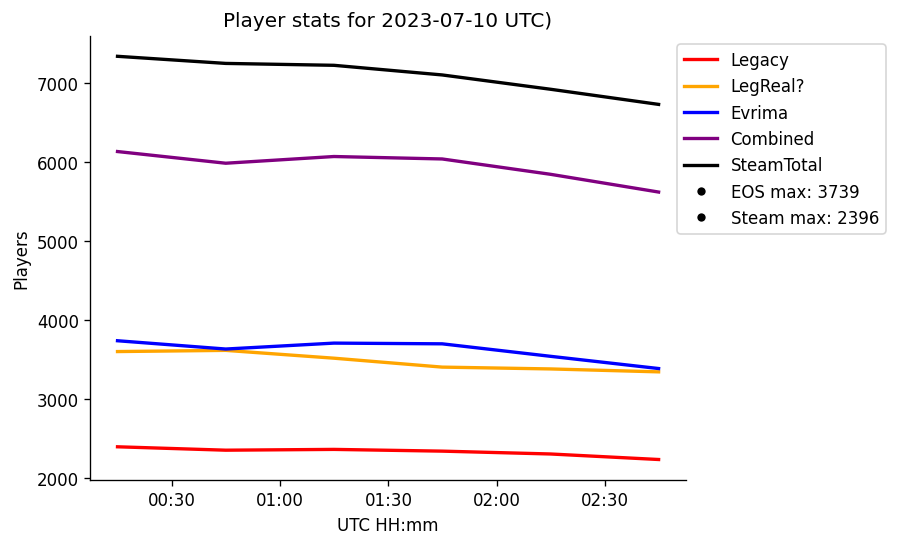 Player stats for 2023-07-10 UTC)
Legacy
LegReal?
Evrima
Combined
SteamTotal
EOS max: 3739
Steam max: 2396
Players
7000
6000
5000
4000
3000
2000
00:30 01:00 01:30 02:00 02:30
UTC HH:mm